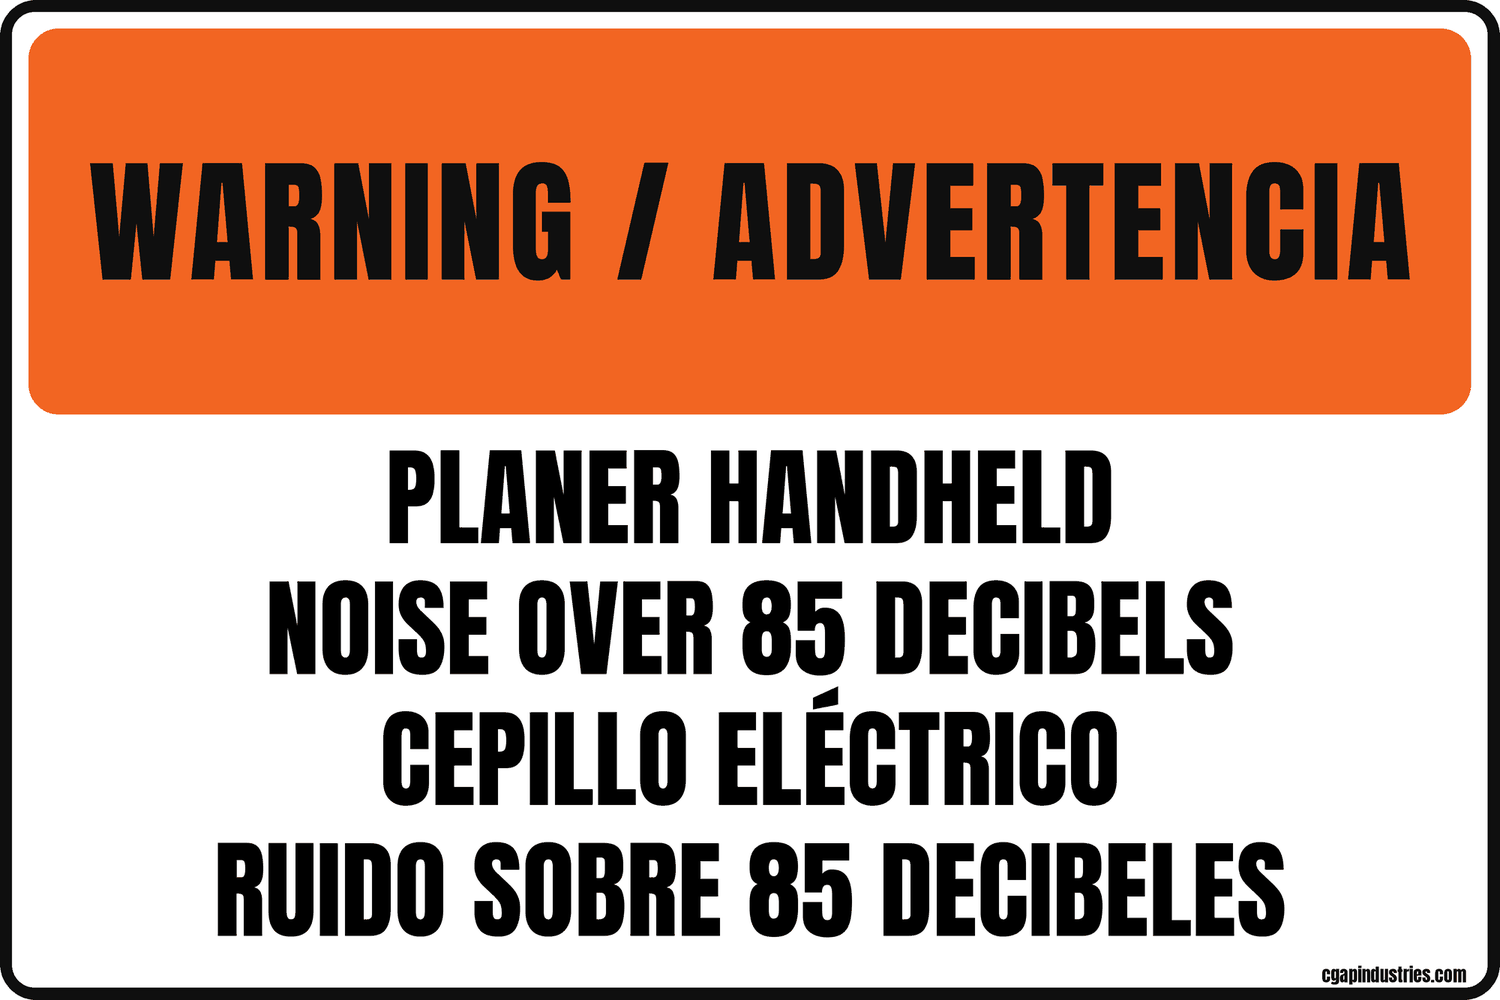 WARNING / ADVERTENCIA
PLANER HANDHELD
NOISE OVER 85 DECIBELS
CEPILLO ELÉCTRICO
RUIDO SOBRE 85 DECIBELES
cgapindustries.com